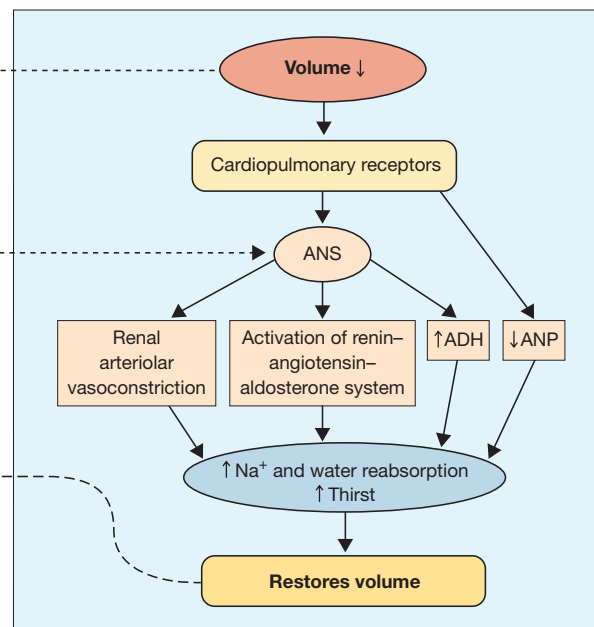 Volume ↓
Cardiopulmonary receptors
ANS
Renal
arteriolar
vasoconstriction
Activation of renin–
angiotensin–
aldosterone system
↑ADH
↓ANP
↑Na⁺ and water reabsorption
↑Thirst
Restores volume